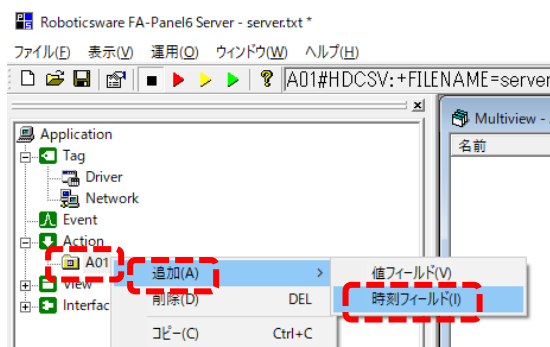 Roboticsware FA-Panel6 Server - server.txt *
ファイル(F) 表示(V) 運用(O) ウィンドウ(W) ヘルプ(H)
A01#HDCSV:+FILENAME=server
Application
Tag
Driver
Network
Event
Action
A01
View
Interfac
追加(A)
削除(D) DEL
コピー(C) Ctrl+C
値フィールド(V)
時刻フィールド(I)
Multiview -
名前